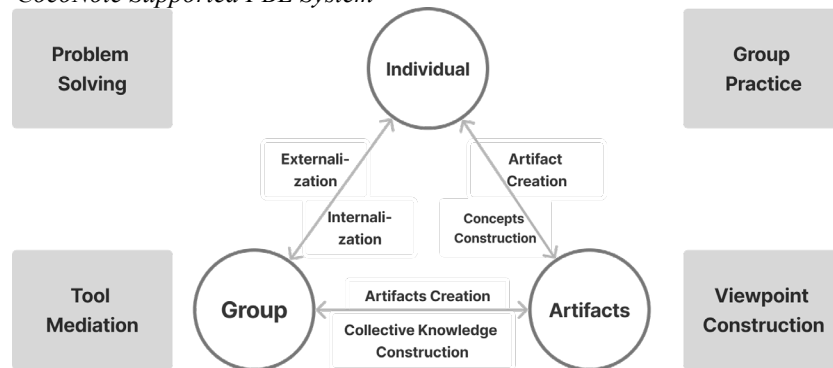 CocoNote Supported PBL System
Problem
Solving
Individual
Group
Practice
Externali-
zation
Artifact
Creation
Internali-
zation
Concepts
Construction
Tool
Mediation
Group
Artifacts Creation
Collective Knowledge
Construction
Artifacts
Viewpoint
Construction